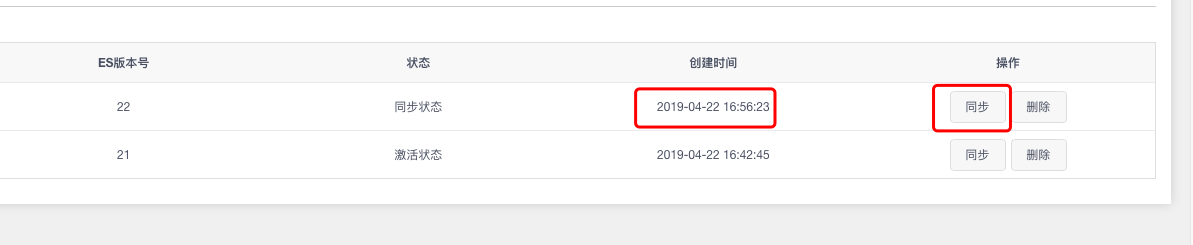 ES版本号 状态 创建时间 操作
22 同步状态 2019-04-22 16:56:23 同步 删除
21 激活状态 2019-04-22 16:42:45 同步 删除